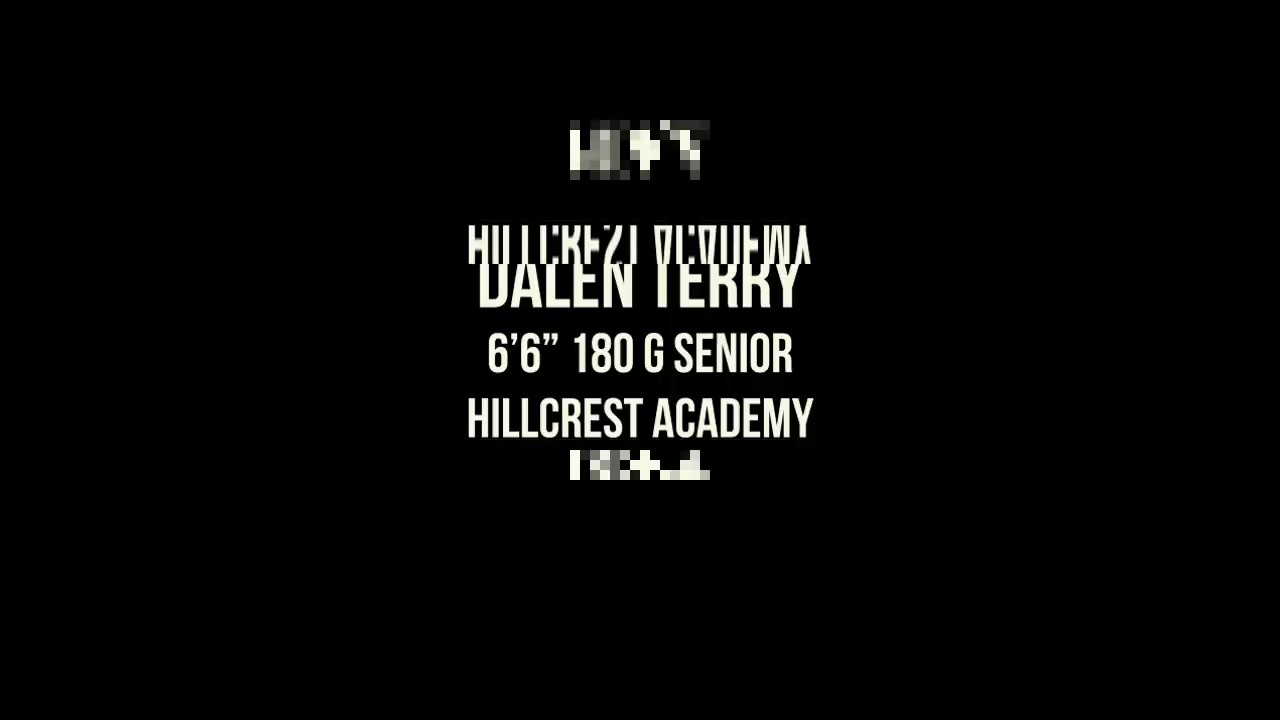 DALEN TERRY
6’6” 180 G SENIOR
HILLCREST ACADEMY